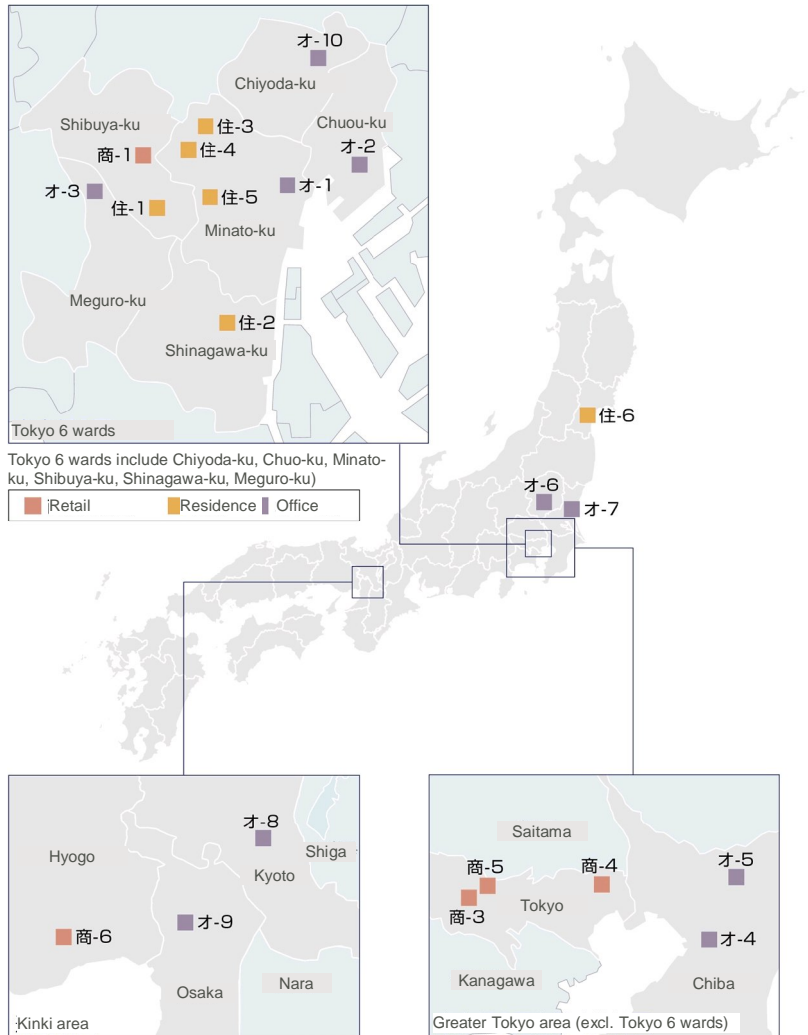 オ-10
Chiyoda-ku
Shibuya-ku
住-3
Chuou-ku
商-1
住-4
オ-2
オ-3
住-1
住-5
オ-1
Minato-ku
Meguro-ku
住-2
Shinagawa-ku
Tokyo 6 wards
Tokyo 6 wards include Chiyoda-ku, Chuo-ku, Minato-
ku, Shibuya-ku, Shinagawa-ku, Meguro-ku)
Retail Residence Office
住-6
オ-6
オ-7
オ-8
Hyogo
Shiga
Kyoto
商-6
オ-9
Osaka
Nara
Kinki area
Saitama
商-5
商-4
オ-5
商-3
Tokyo
オ-4
Kanagawa
Chiba
Greater Tokyo area (excl. Tokyo 6 wards)